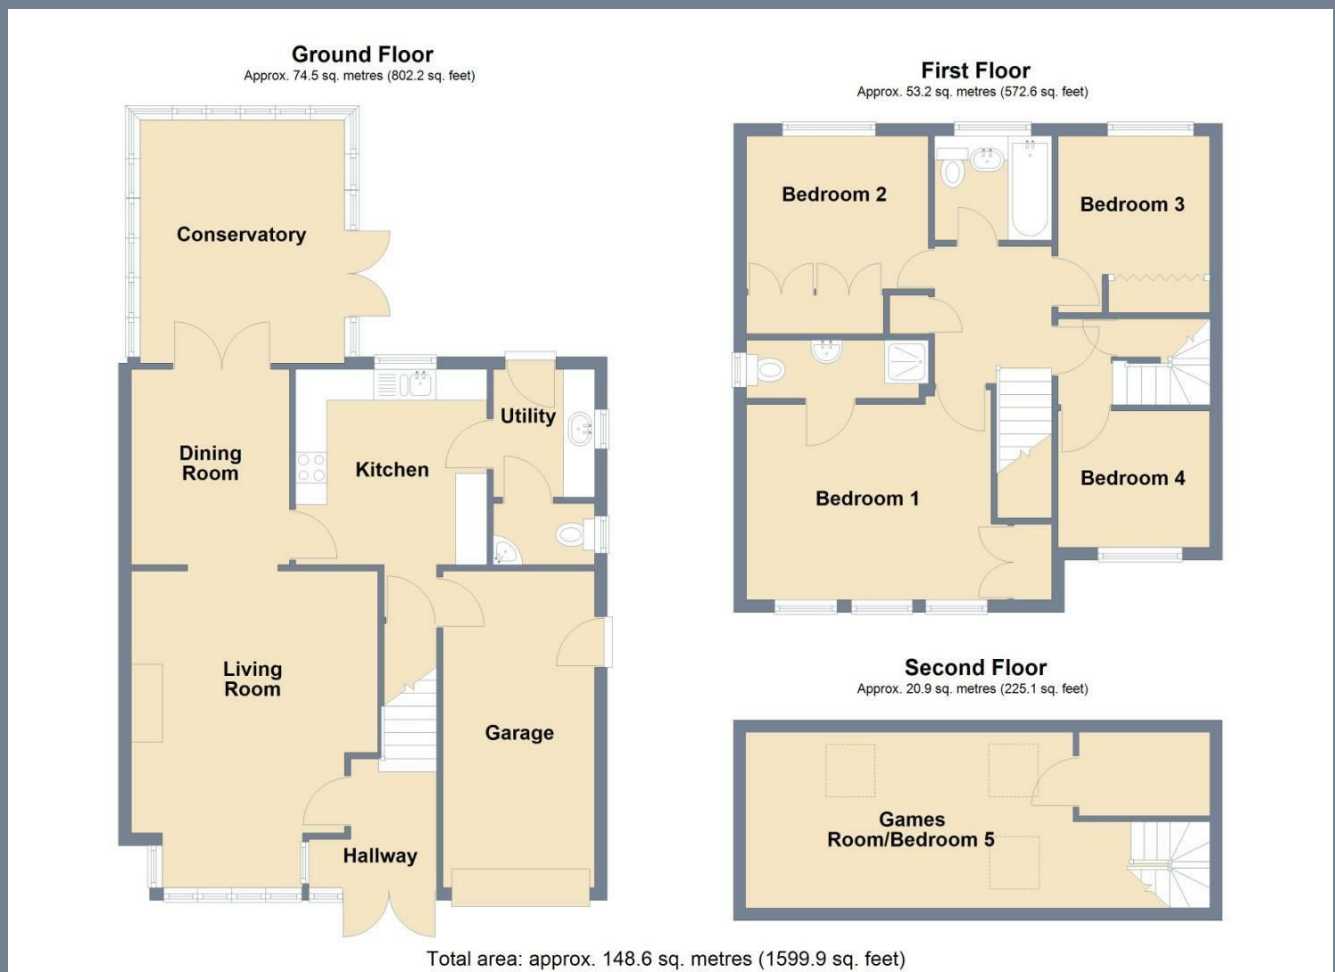 Ground Floor
Approx. 74.5 sq. metres (802.2 sq. feet)
Conservatory
Dining
Room
Kitchen
Utility
Living
Room
Garage
Hallway
First Floor
Approx. 53.2 sq. metres (572.6 sq. feet)
Bedroom 2
Bedroom 3
Bedroom 1
Bedroom 4
Second Floor
Approx. 20.9 sq. metres (225.1 sq. feet)
Games
Room/Bedroom 5
Total area: approx. 148.6 sq. metres (1599.9 sq. feet)